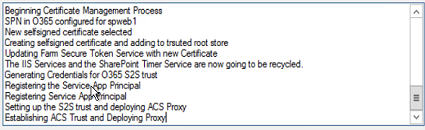 Beginning Certificate Management Process
SPN in O365 configured for spweb1
New selfsigned certificate selected
Creating selfsigned certificate and adding to trsuted root store
Updating Farm Secure Token Service with new Certificate
The IIS Services and the SharePoint Timer Service are now going to be recycled.
Generating Credentials for O365 S2S trust
Registering the Service App Principal
Registering Service App Principal
Setting up the S2S trust and deploying ACS Proxy
Establishing ACS Trust and Deploying Proxy